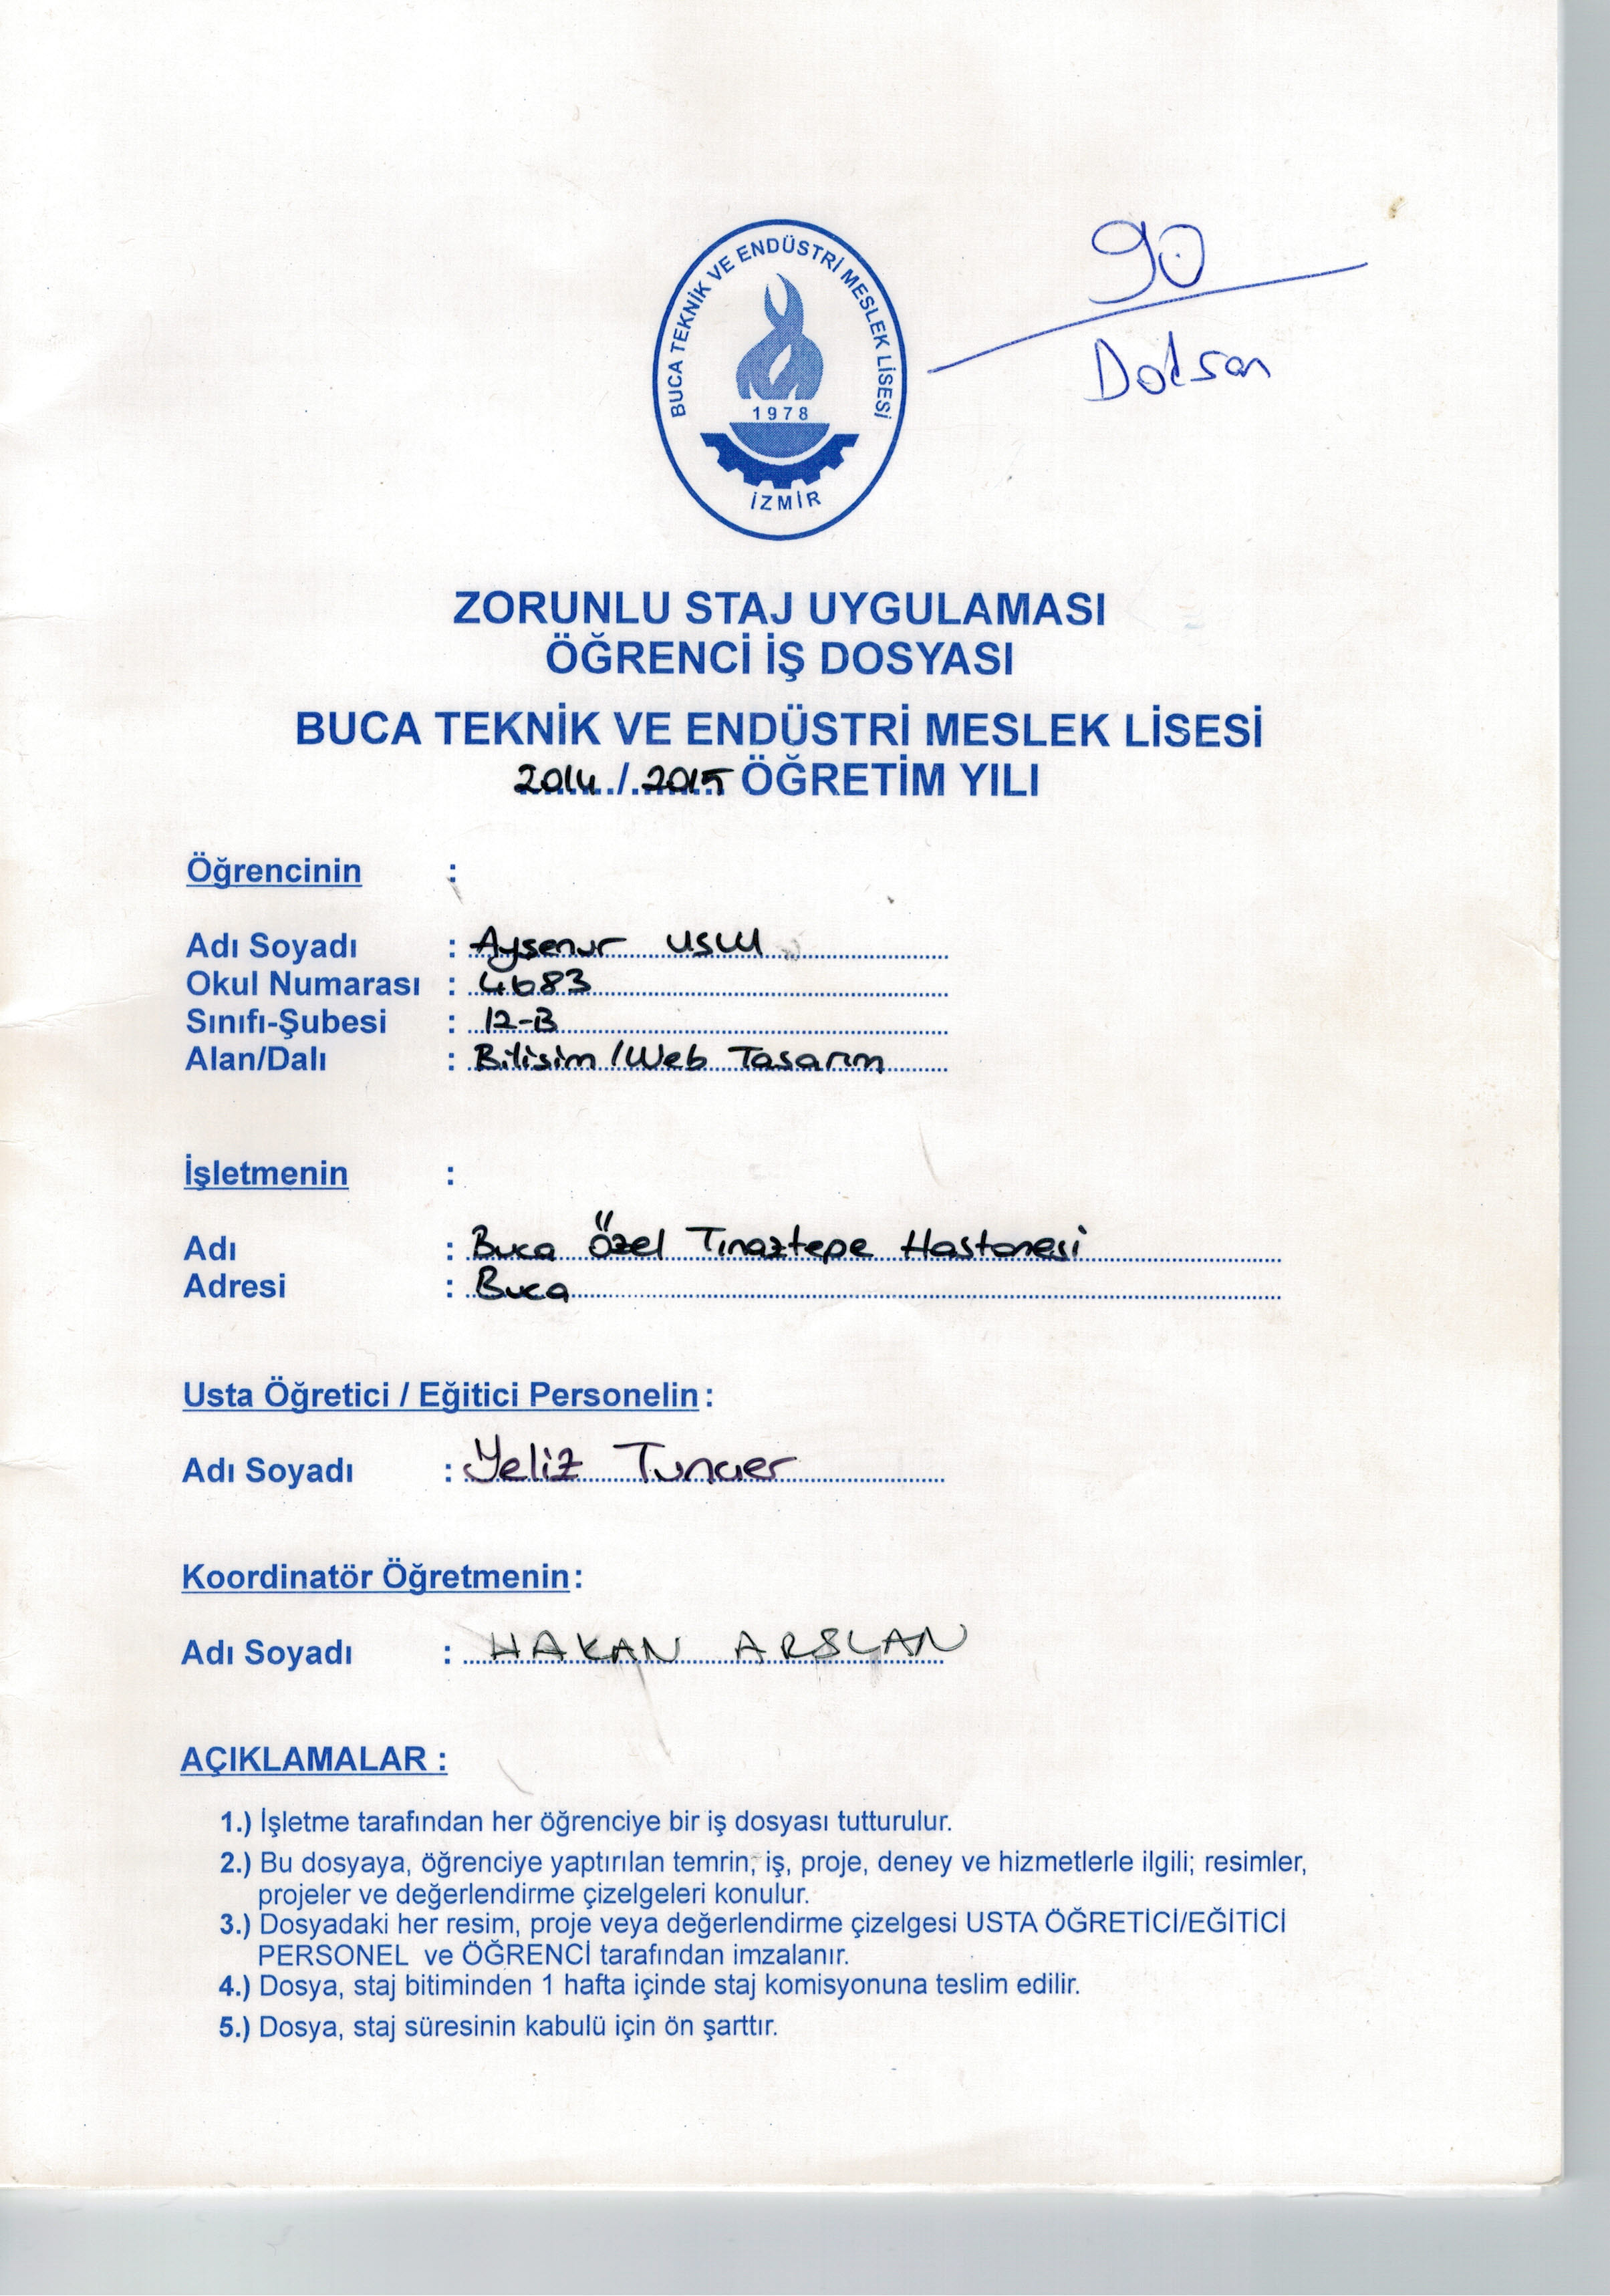 BUCA TEKNİK VE ENDÜSTRİ MESLEK LİSESİ
1978
İZMİR
90
Doksan
ZORUNLU STAJ UYGULAMASI
ÖĞRENCİ İŞ DOSYASI
BUCA TEKNİK VE ENDÜSTRİ MESLEK LİSESİ
2014 / 2015 ÖĞRETİM YILI
Öğrencinin :
Adı Soyadı : Ayşenur USLU
Okul Numarası : 4683
Sınıfı-Şubesi : 12-B
Alan/Dalı : Bilişim / Web Tasarım
İşletmenin :
Adı : Buca Özel Tınaztepe Hastanesi
Adresi : Buca
Usta Öğretici / Eğitici Personelin :
Adı Soyadı : Yeliz Tuncer
Koordinatör Öğretmenin :
Adı Soyadı : HAKAN ARSLAN
AÇIKLAMALAR :
1.) İşletme tarafından her öğrenciye bir iş dosyası tutturulur.
2.) Bu dosyaya, öğrenciye yaptırılan temrin, iş, proje, deney ve hizmetlerle ilgili; resimler,
projeler ve değerlendirme çizelgeleri konulur.
3.) Dosyadaki her resim, proje veya değerlendirme çizelgesi USTA ÖĞRETİCİ/EĞİTİCİ
PERSONEL ve ÖĞRENCİ tarafından imzalanır.
4.) Dosya, staj bitiminden 1 hafta içinde staj komisyonuna teslim edilir.
5.) Dosya, staj süresinin kabulü için ön şarttır.